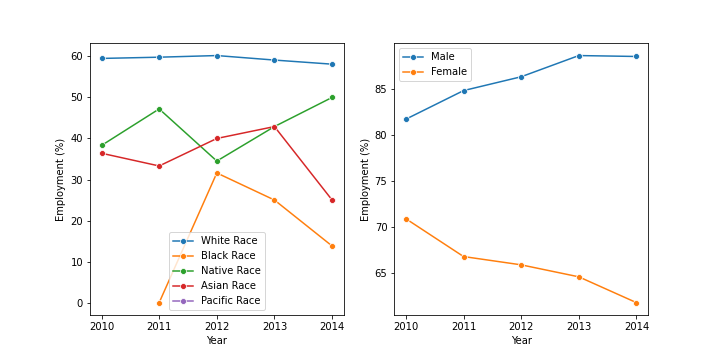 60
50
40
30
20
10
0
Employment (%)
2010
2011
2012
2013
2014
Year
White Race
Black Race
Native Race
Asian Race
Pacific Race
85
80
75
70
65
Employment (%)
2010
2011
2012
2013
2014
Year
Male
Female